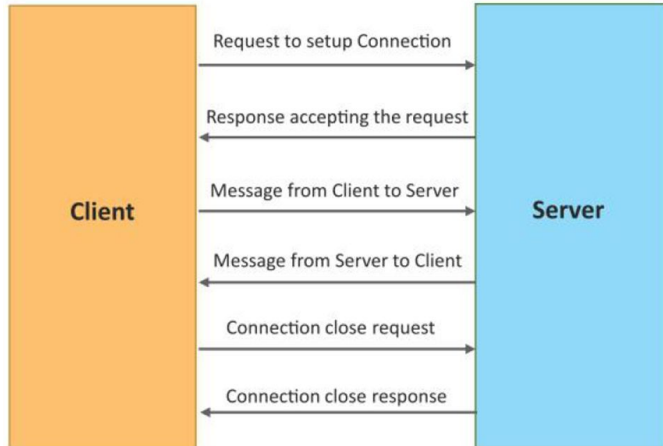 Request to setup Connection
Response accepting the request
Client
Message from Client to Server
Server
Message from Server to Client
Connection close request
Connection close response